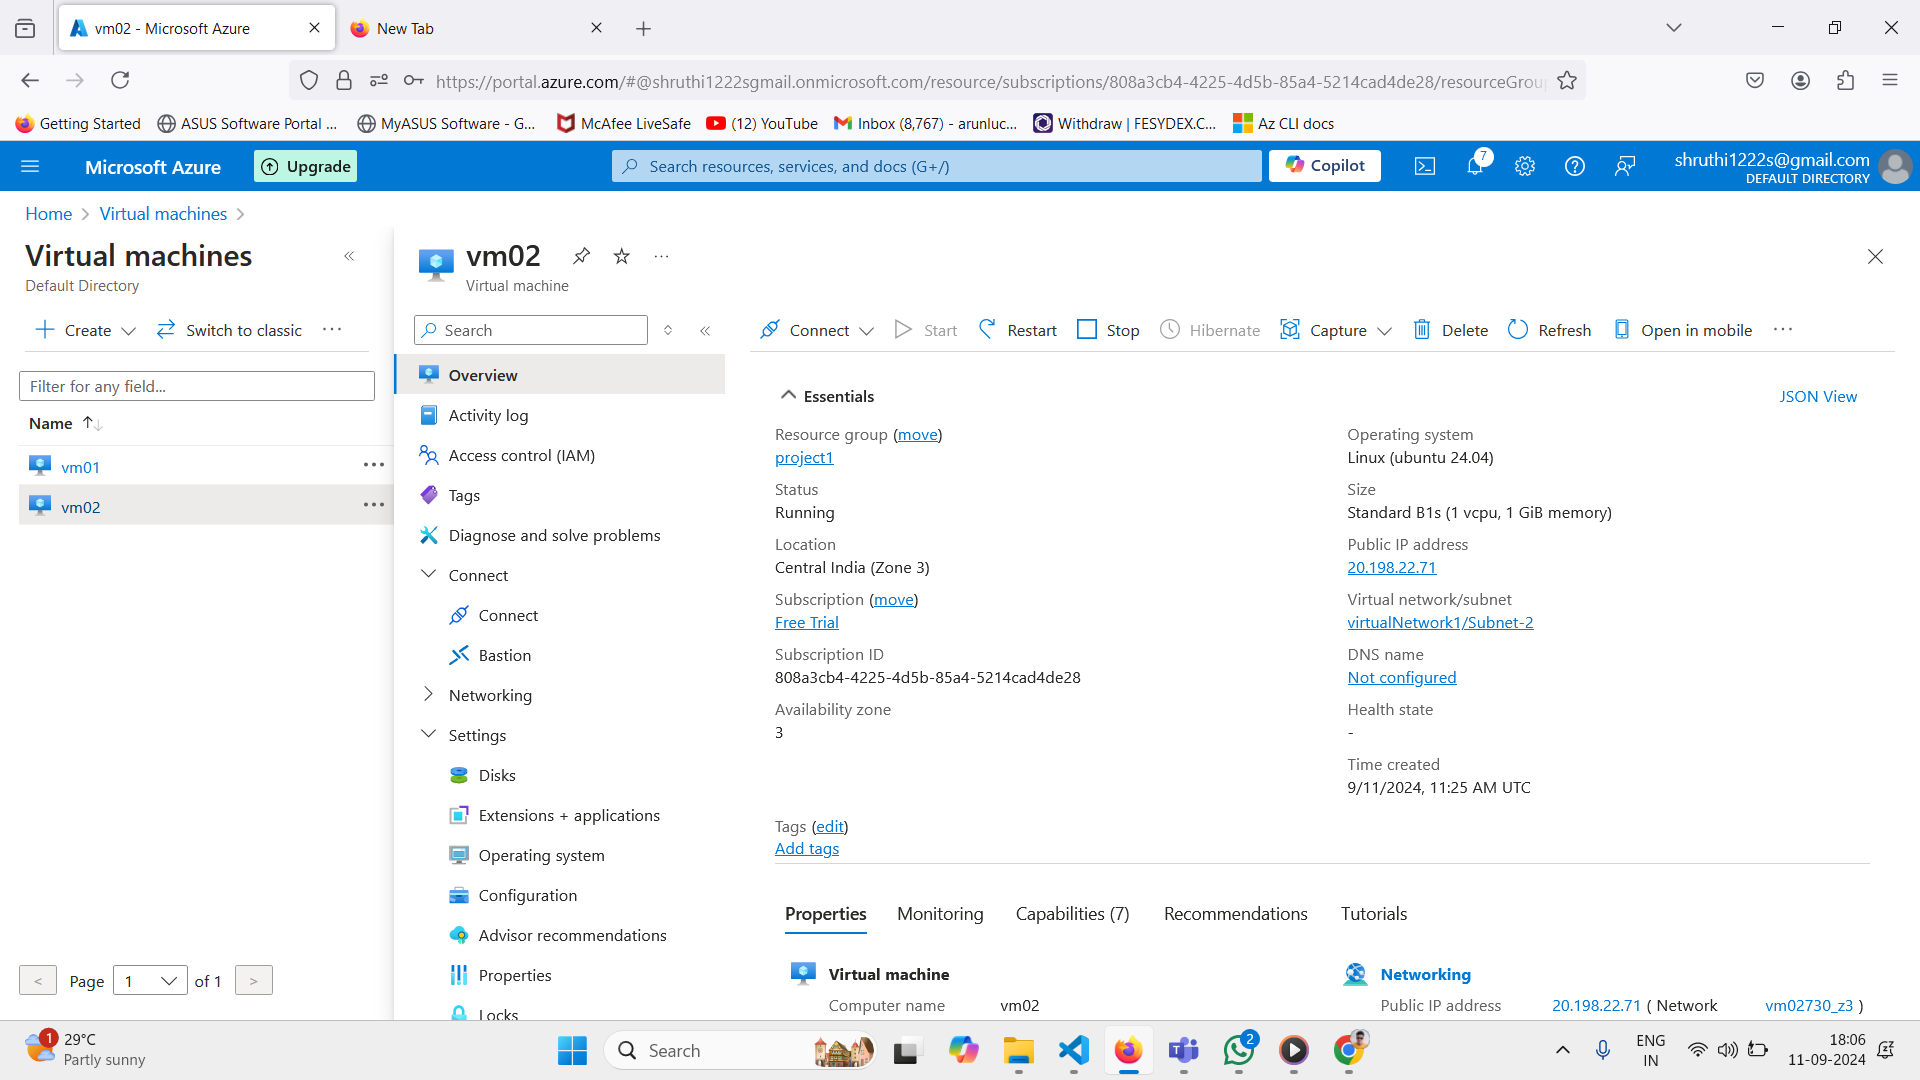 vm02 - Microsoft Azure
New Tab
https://portal.azure.com/#@shruthi1222sgmail.onmicrosoft.com/resource/subscriptions/808a3cb4-4225-4d5b-85a4-5214cad4de28/resourceGroup
Getting Started
ASUS Software Portal ...
MyASUS Software - G...
McAfee LiveSafe
(12) YouTube
Inbox (8,767) - arunluc...
Withdraw | FESYDEX.C...
Az CLI docs
Microsoft Azure
Upgrade
Search resources, services, and docs (G+/)
Copilot
7
shruthi1222s@gmail.com
DEFAULT DIRECTORY
Home
Virtual machines
Virtual machines
Default Directory
Create
Switch to classic
Filter for any field...
Name
vm01
vm02
< Page 1 of 1 >
vm02
Virtual machine
Search
Overview
Activity log
Access control (IAM)
Tags
Diagnose and solve problems
Connect
Connect
Bastion
Networking
Settings
Disks
Extensions + applications
Operating system
Configuration
Advisor recommendations
Properties
Locks
Connect
Start
Restart
Stop
Hibernate
Capture
Delete
Refresh
Open in mobile
Essentials
JSON View
Resource group (move)
project1
Status
Running
Location
Central India (Zone 3)
Subscription (move)
Free Trial
Subscription ID
808a3cb4-4225-4d5b-85a4-5214cad4de28
Availability zone
3
Operating system
Linux (ubuntu 24.04)
Size
Standard B1s (1 vcpu, 1 GiB memory)
Public IP address
20.198.22.71
Virtual network/subnet
virtualNetwork1/Subnet-2
DNS name
Not configured
Health state
-
Time created
9/11/2024, 11:25 AM UTC
Tags (edit)
Add tags
Properties
Monitoring
Capabilities (7)
Recommendations
Tutorials
Virtual machine
Computer name vm02
Networking
Public IP address 20.198.22.71 ( Network vm02730_z3 )
1
29°C
Partly sunny
Search
2
ENG
IN
18:06
11-09-2024